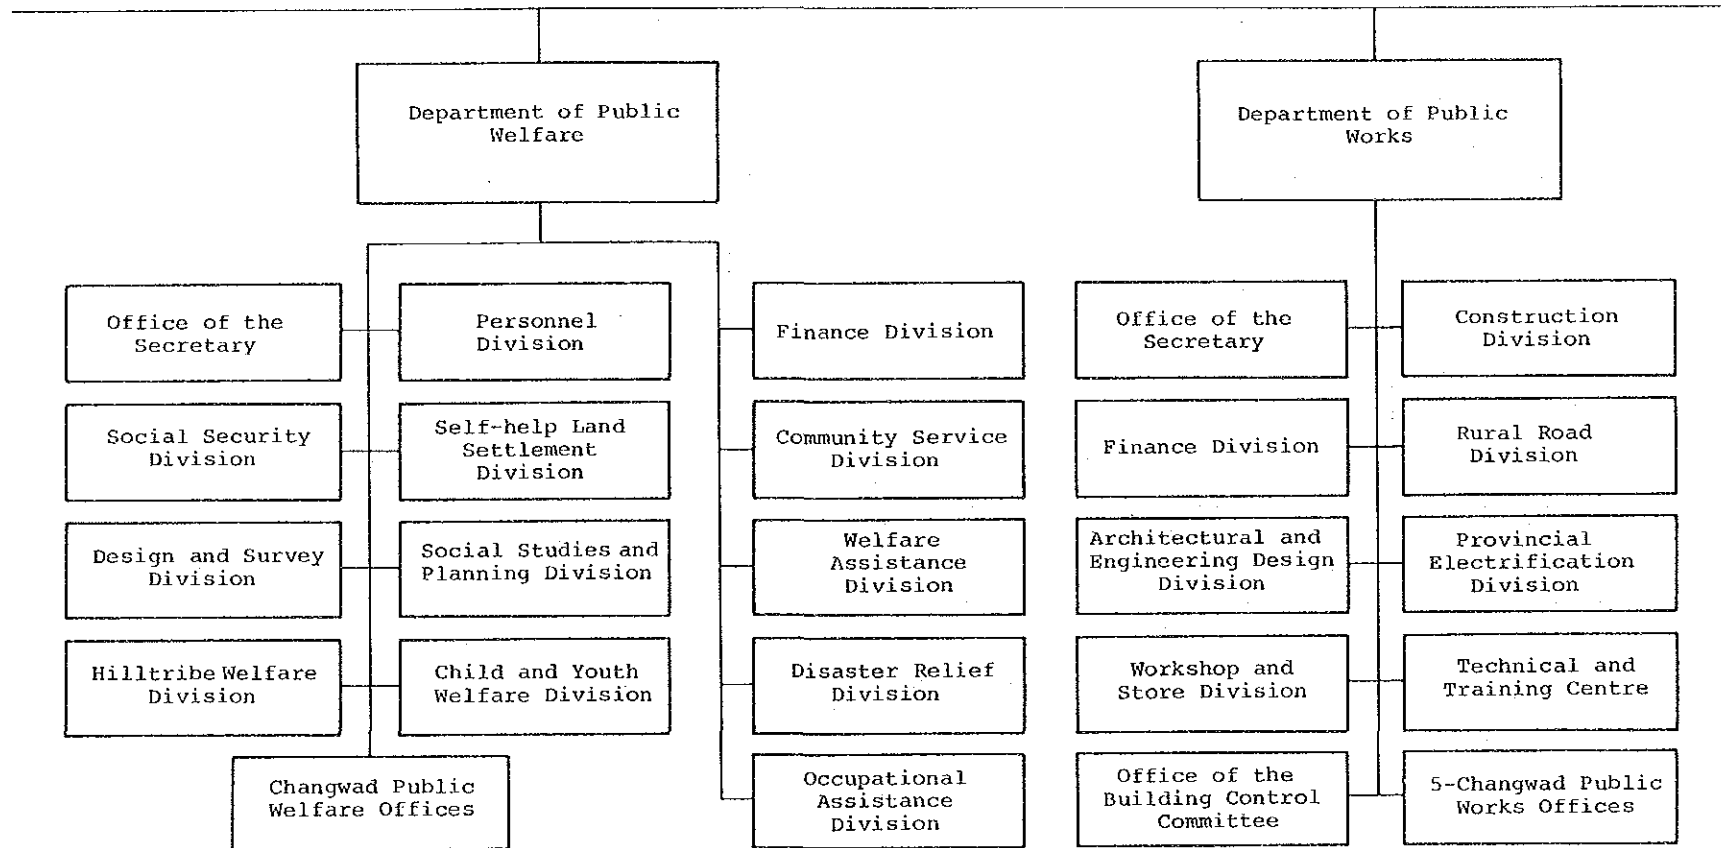 Department of Public
Welfare
Department of Public
Works
Office of the
Secretary
Personnel
Division
Finance Division
Office of the
Secretary
Construction
Division
Social Security
Division
Self-help Land
Settlement
Division
Community Service
Division
Finance Division
Rural Road
Division
Design and Survey
Division
Social Studies and
Planning Division
Welfare
Assistance
Division
Architectural and
Engineering Design
Division
Provincial
Electrification
Division
Hilltribe Welfare
Division
Child and Youth
Welfare Division
Disaster Relief
Division
Workshop and
Store Division
Technical and
Training Centre
Changwad Public
Welfare Offices
Occupational
Assistance
Division
Office of the
Building Control
Committee
5-Changwad Public
Works Offices